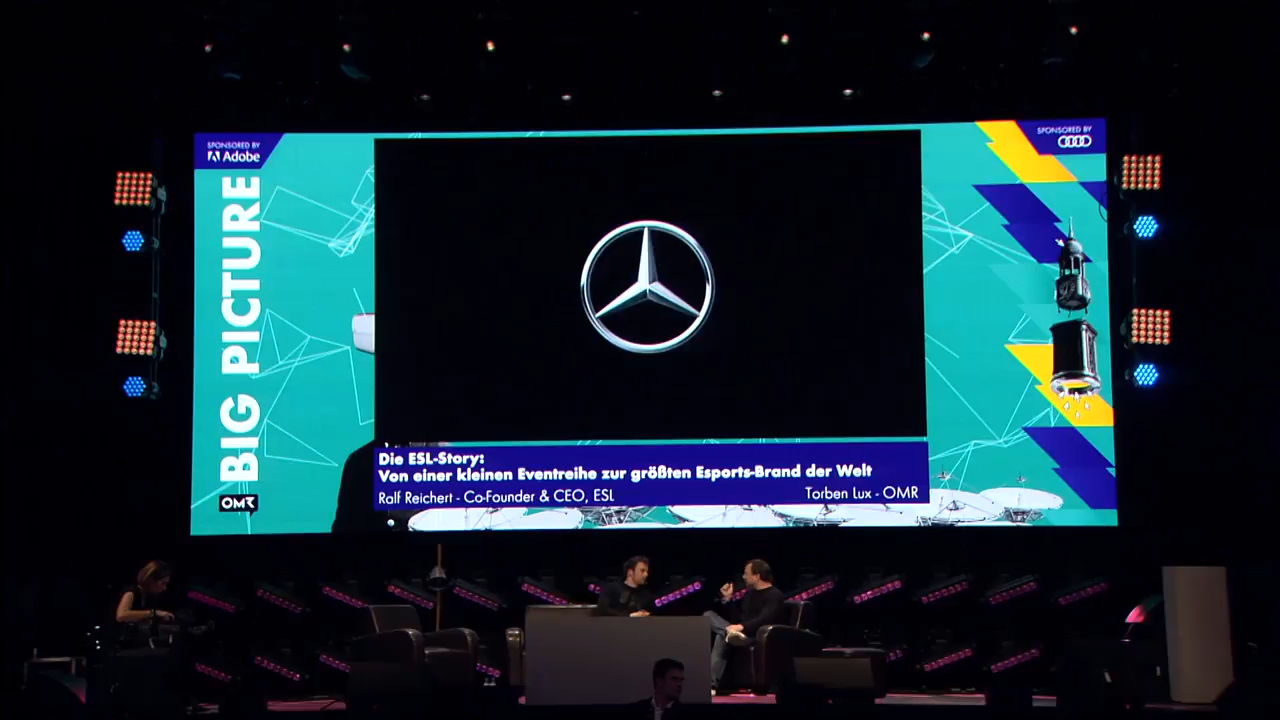 SPONSORED BY
Adobe
SPONSORED BY
BIG PICTURE
OMR
Die ESL-Story:
Von einer kleinen Eventreihe zur größten Esports-Brand der Welt
Ralf Reichert - Co-Founder & CEO, ESL
Torben Lux - OMR